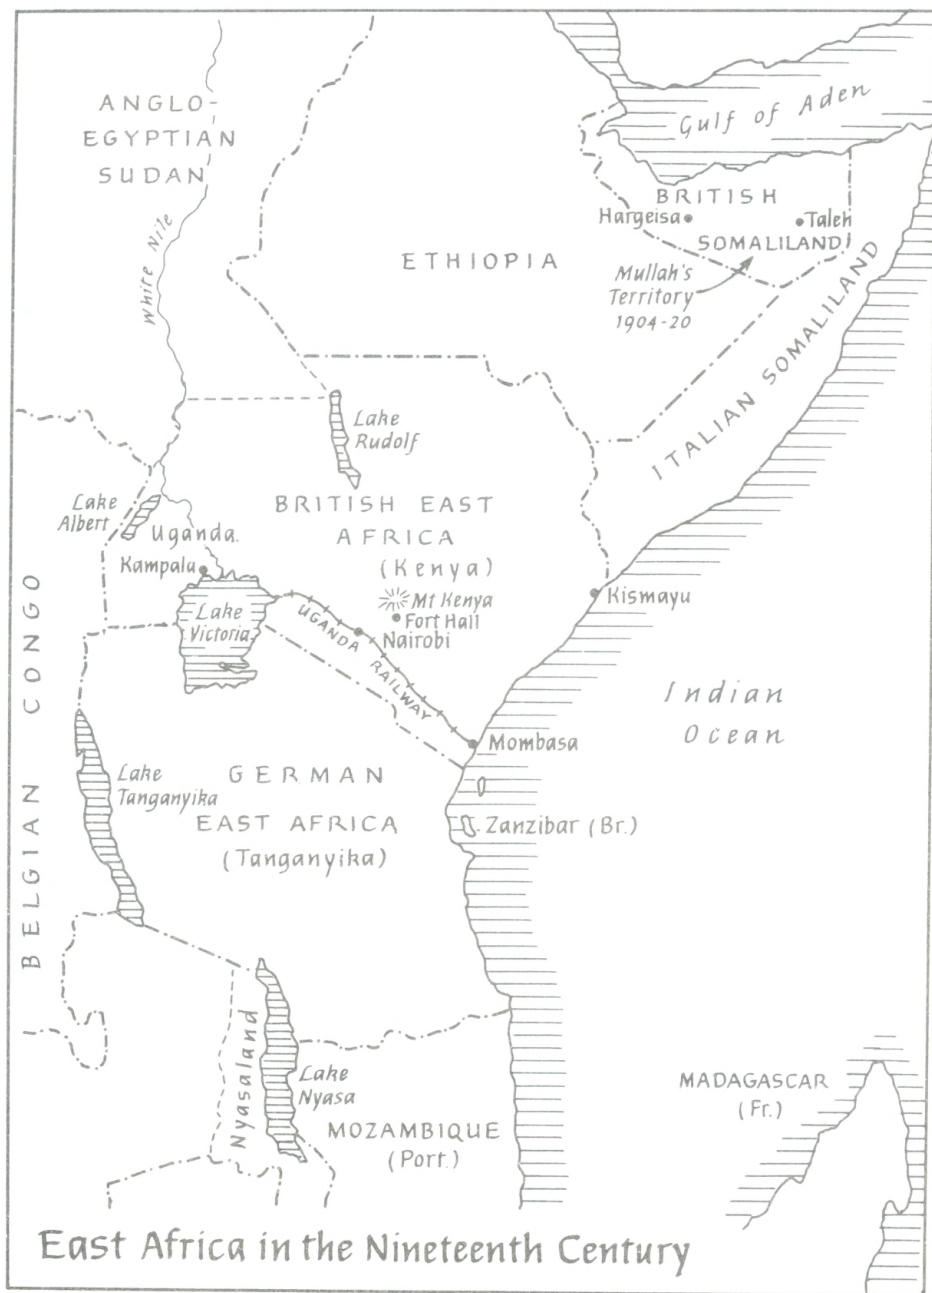 ANGLO-
EGYPTIAN
SUDAN
White Nile
Gulf of Aden
BRITISH
Hargeisa
Taleh
SOMALILAND
ETHIOPIA
Mullah's
Territory
1904-20
ITALIAN SOMALILAND
Lake
Rudolf
BRITISH EAST
AFRICA
(Kenya)
Lake
Albert
Uganda.
Kampala
Mt Kenya
Fort Hall
Nairobi
Kismayu
Lake
Victoria
UGANDA RAILWAY
BELGIAN CONGO
Indian
Ocean
Mombasa
Lake
Tanganyika
GERMAN
EAST AFRICA
(Tanganyika)
Zanzibar (Br.)
Nyasaland
Lake
Nyasa
MOZAMBIQUE
(Port.)
MADAGASCAR
(Fr.)
East Africa in the Nineteenth Century